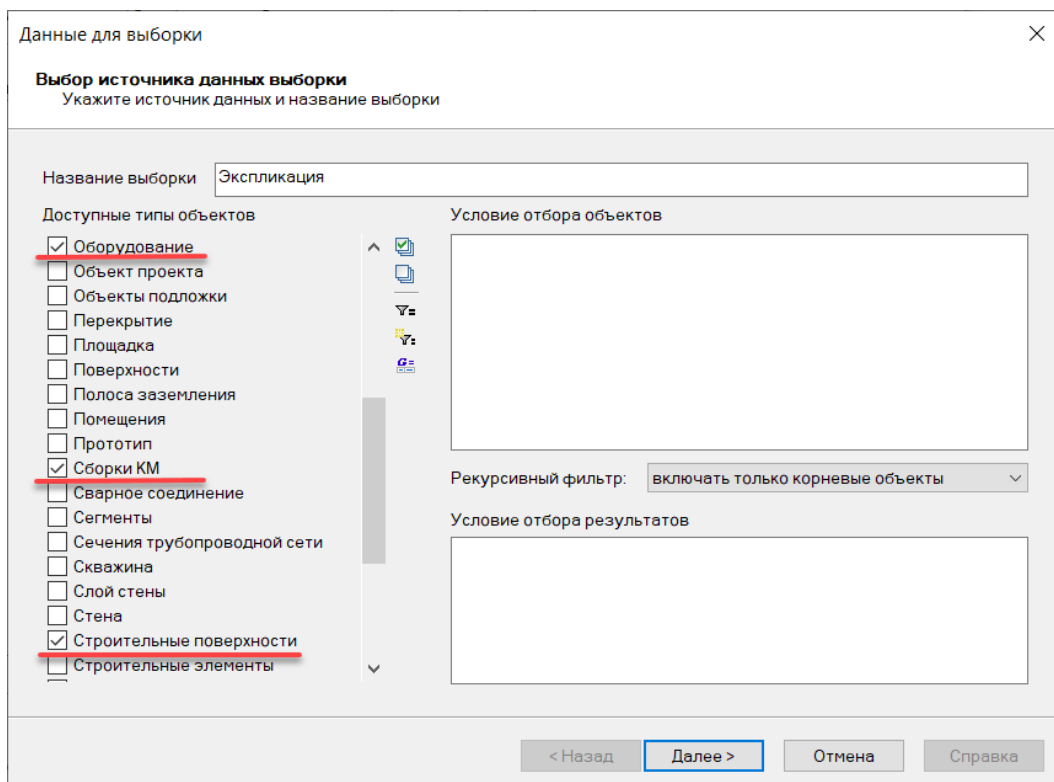 Данные для выборки
Выбор источника данных выборки
Укажите источник данных и название выборки
Название выборки Экспликация
Доступные типы объектов
Оборудование
Объект проекта
Объекты подложки
Перекрытие
Площадка
Поверхности
Полоса заземления
Помещения
Прототип
Сборки КМ
Сварное соединение
Сегменты
Сечения трубопроводной сети
Скважина
Слой стены
Стена
Строительные поверхности
Строительные элементы
Условие отбора объектов
Рекурсивный фильтр: включать только корневые объекты
Условие отбора результатов
< Назад Далее > Отмена Справка